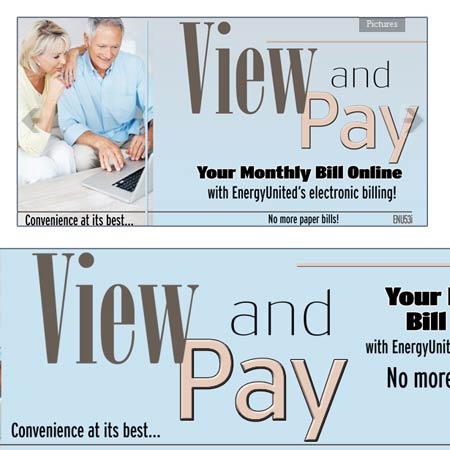 Pictures
View and
Pay
Your Monthly Bill Online
with EnergyUnited's electronic billing!
Convenience at its best...
No more paper bills!
ENU53i
View and
Pay
Your
Bill
with EnergyUnit
No more
Convenience at its best...